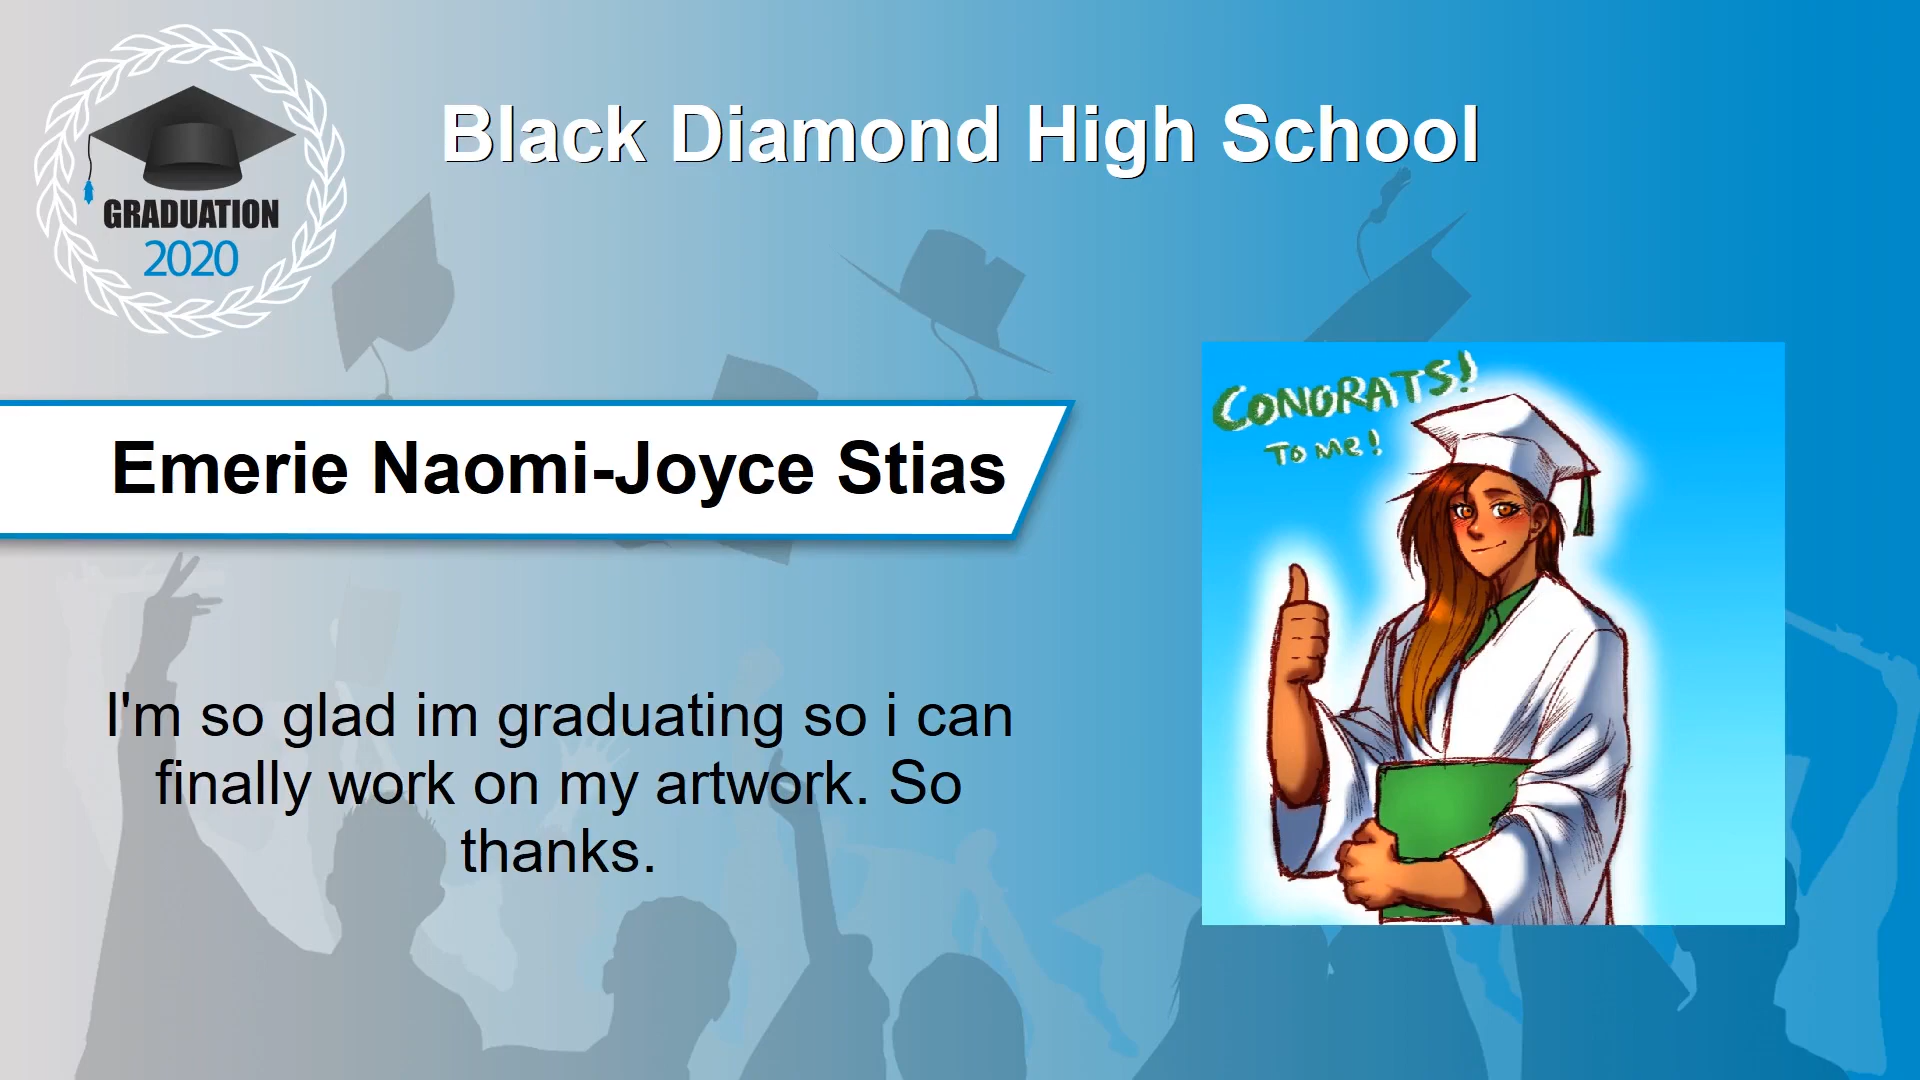 GRADUATION
2020
Black Diamond High School
Emerie Naomi-Joyce Stias
I'm so glad im graduating so i can
finally work on my artwork. So
thanks.
CONGRATS!
TO ME!